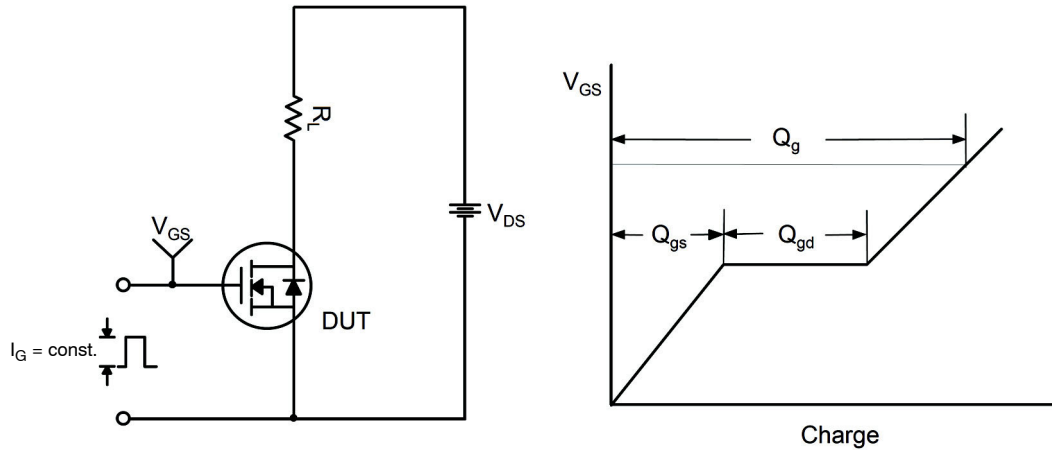 R_L
V_DS
V_GS
DUT
I_G = const.
V_GS
Q_g
Q_gs
Q_gd
Charge